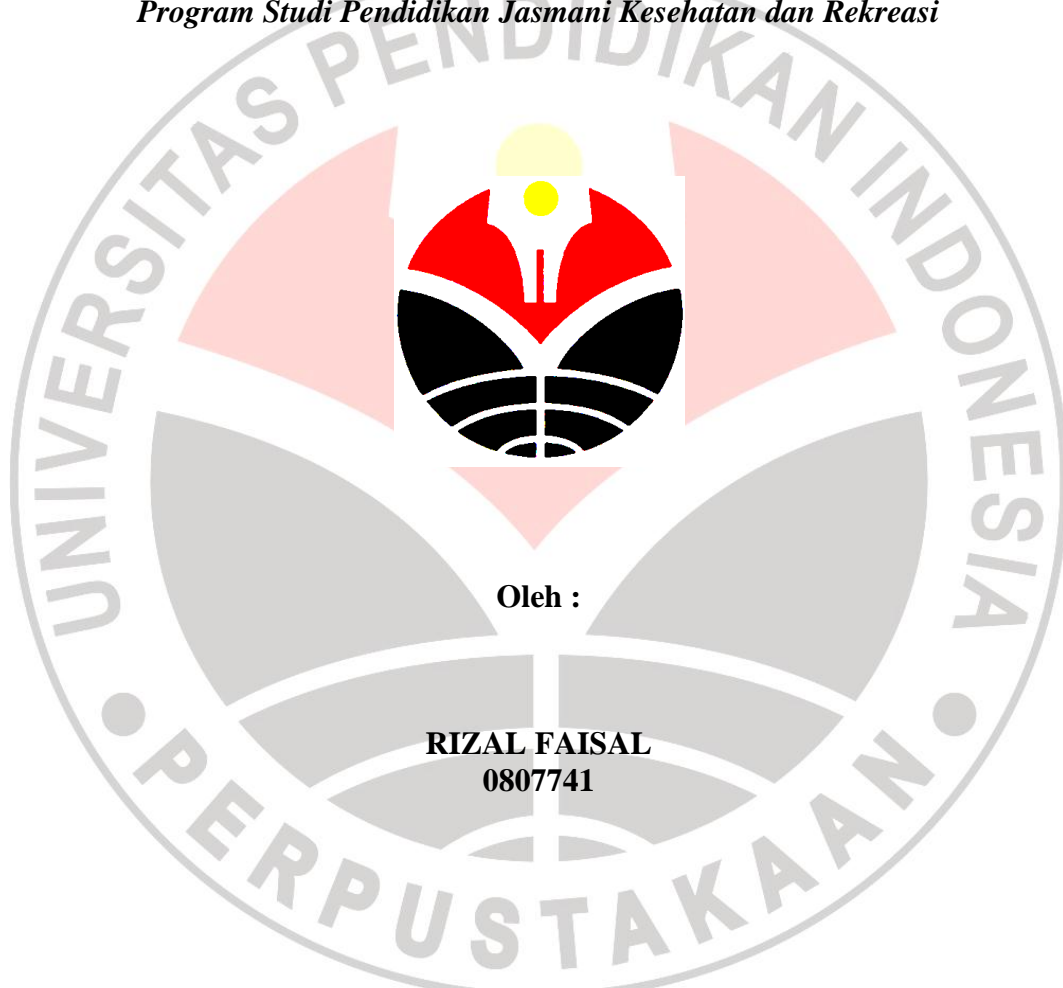 Program Studi Pendidikan Jasmani Kesehatan dan Rekreasi
UNIVERSITAS PENDIDIKAN INDONESIA
Oleh :
RIZAL FAISAL
0807741
PERPUSTAKAAN